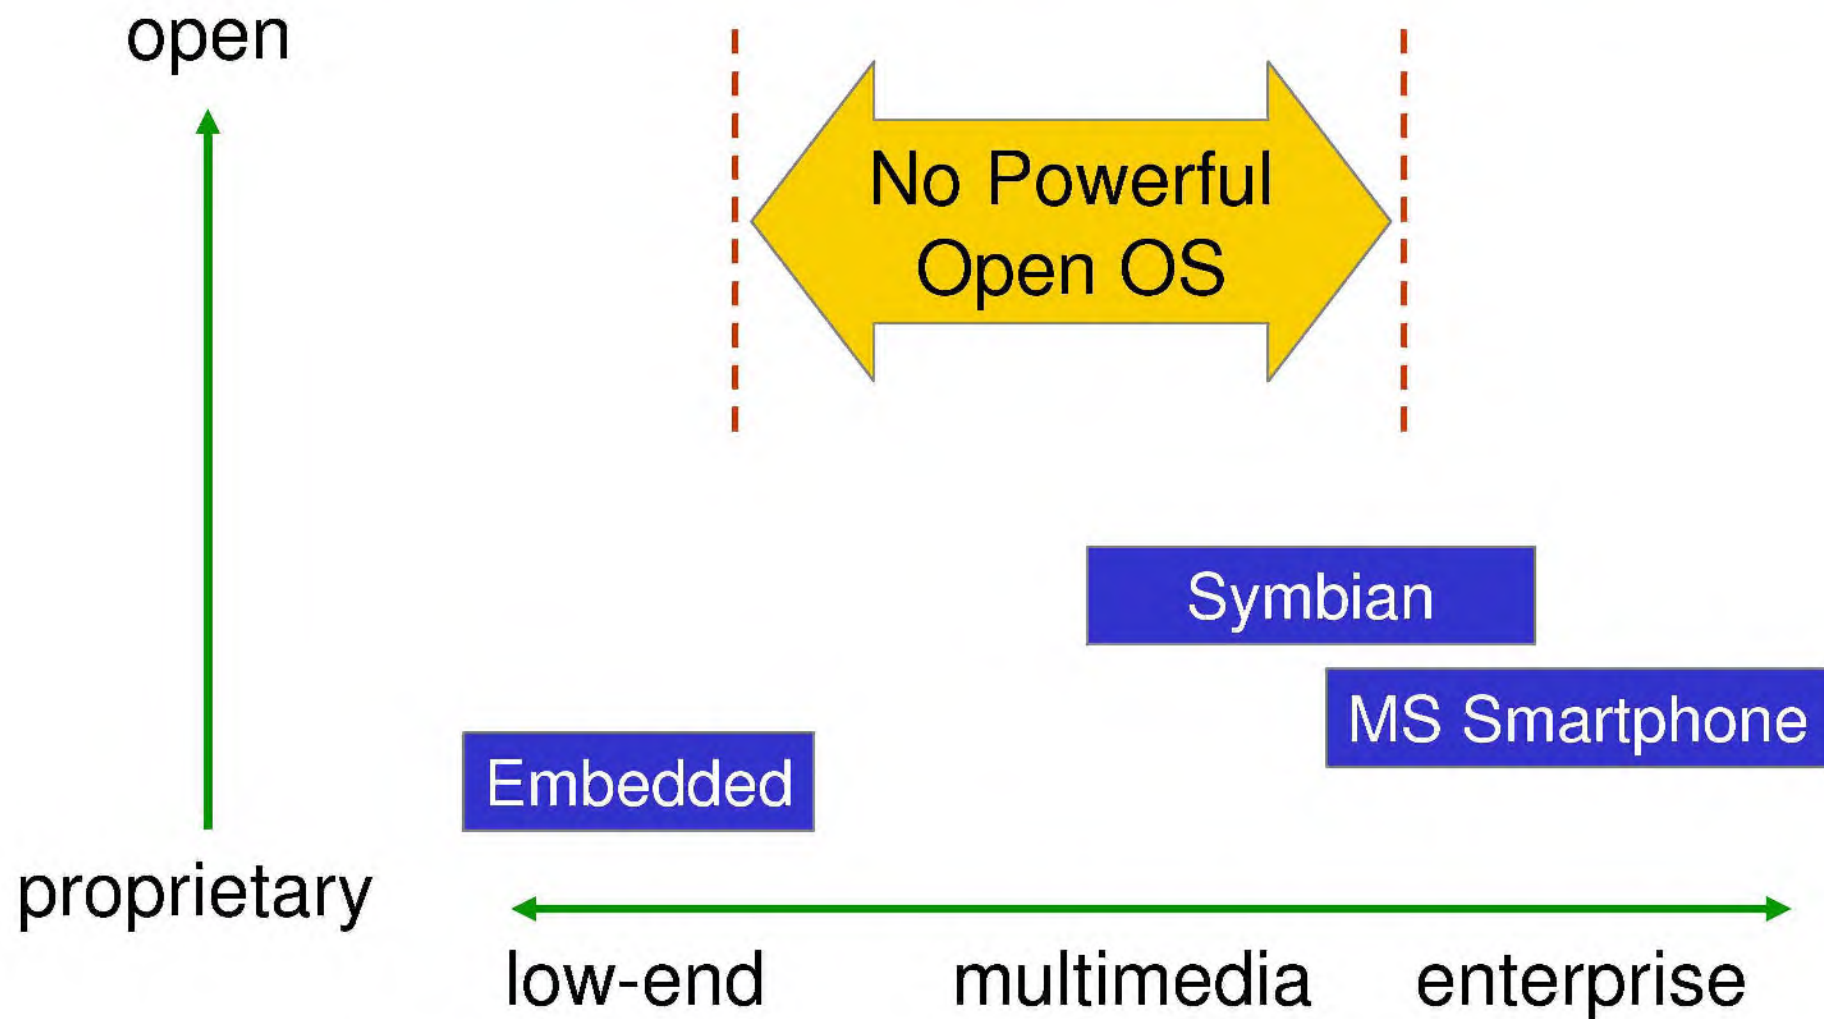 open
No Powerful
Open OS
Symbian
MS Smartphone
Embedded
proprietary
low-end
multimedia
enterprise